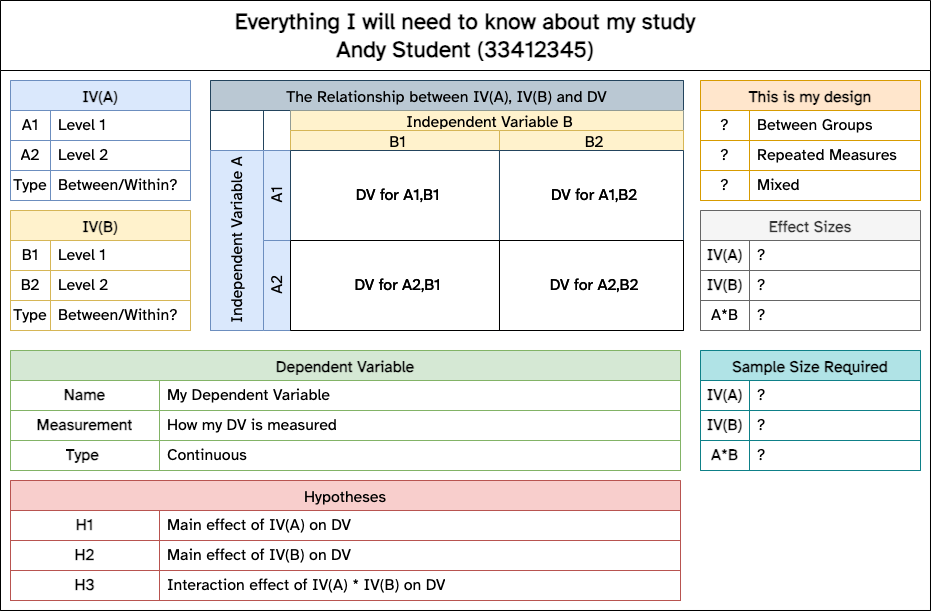 Everything I will need to know about my study
Andy Student (33412345)
IV(A)
A1 Level 1
A2 Level 2
Type Between/Within?
IV(B)
B1 Level 1
B2 Level 2
Type Between/Within?
The Relationship between IV(A), IV(B) and DV
Independent Variable B
B1 B2
Independent Variable A
A1
DV for A1,B1 DV for A1,B2
A2
DV for A2,B1 DV for A2,B2
This is my design
? Between Groups
? Repeated Measures
? Mixed
Effect Sizes
IV(A) ?
IV(B) ?
A*B ?
Dependent Variable
Name My Dependent Variable
Measurement How my DV is measured
Type Continuous
Sample Size Required
IV(A) ?
IV(B) ?
A*B ?
Hypotheses
H1 Main effect of IV(A) on DV
H2 Main effect of IV(B) on DV
H3 Interaction effect of IV(A) * IV(B) on DV